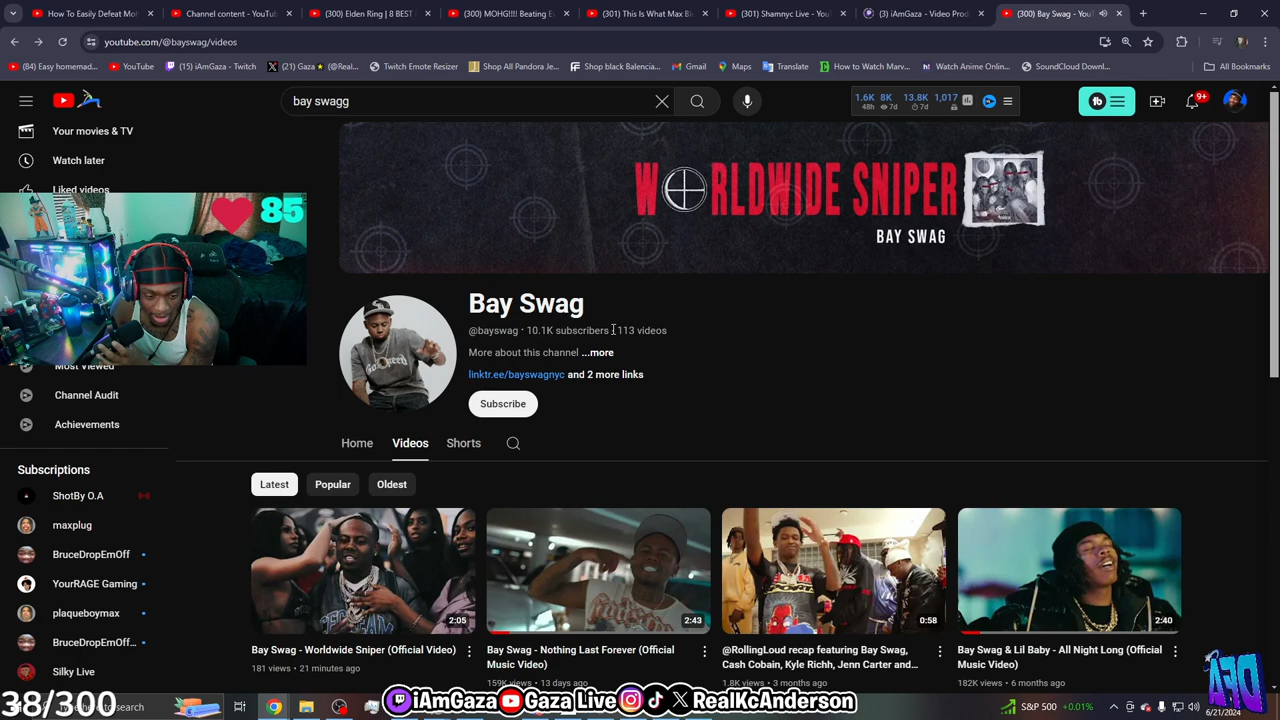 (84) Easy homemad...
Channel content - YouTu
(300) Elden Ring | 8 BEST
(300) MOHG!!!! Beating E
(301) This Is What Max Bl
(301) Shamnyc Live - You
(3) iAmGaza - Video Prod
(300) Bay Swag - You
To Easily Defeat Mo
youtube.com/@bayswag/videos
YouTube
(15) iAmGaza - Twitch
(21) Gaza ★ (@Real...
Twitch Emote Resizer
Shop All Pandora Je...
Shop black Balencia...
Gmail
Maps
Translate
How to Watch Marv...
Watch Anime Onlin...
SoundCloud Downl...
All Bookmarks
bay swagg
1.6K 8K 13.8K 1,017
48h 7d 7d
9+
Your movies & TV
Watch later
Liked videos
85
Most Viewed
Channel Audit
Achievements
Subscriptions
ShotBy O.A
maxplug
BruceDropEmOff
YourRAGE Gaming
plaqueboymax
BruceDropEmOff...
Silky Live
WORLDWIDE SNIPER
BAY SWAG
Bay Swag
@bayswag • 10.1K subscribers 113 videos
More about this channel ...more
linktr.ee/bayswagnyc and 2 more links
Subscribe
Home Videos Shorts
Latest Popular Oldest
2:05
Bay Swag - Worldwide Sniper (Official Video)
181 views • 21 minutes ago
2:43
Bay Swag - Nothing Last Forever (Official
Music Video)
159K views • 13 days ago
0:58
@RollingLoud recap featuring Bay Swag,
Cash Cobain, Kyle Richh, Jenn Carter and...
1.8K views • 3 months ago
2:40
Bay Swag & Lil Baby - All Night Long (Official
Music Video)
182K views • 6 months ago
38/300
iAmGaza Gaza Live RealKcAnderson
S&P 500 +0.01%
6/21/2024